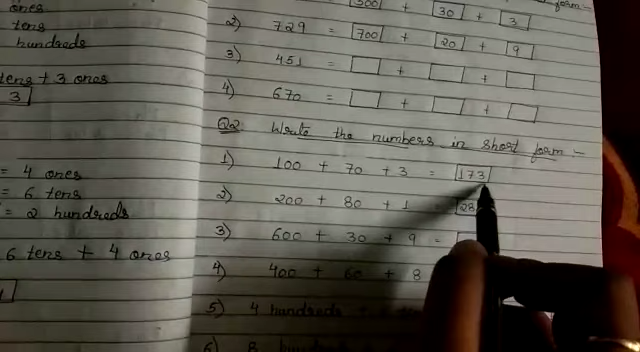 ones
tens
hundreds
tens + 3 ones
3
= 4 ones
= 6 tens
= 2 hundreds
6 tens + 4 ones
form -
300 + 30 + 3
2) 729 = 700 + 20 + 9
3) 451 = + +
4) 670 = + +
Q2 Write the numbers in short form -
1) 100 + 70 + 3 = 173
2) 200 + 80 + 1 = 28
3) 600 + 30 + 9 =
4) 400 + 60 + 8
5) 4 hundreds
6) 8